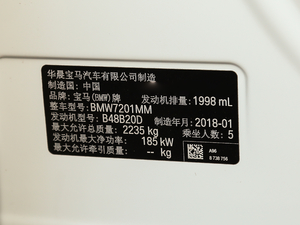 华晨宝马汽车有限公司制造
制造国：中国
品牌：宝马(BMW)牌 发动机排量：1998 mL
整车型号：BMW7201MM
发动机型号：B48B20D 制造年月：2018-01
最大允许总质量：2235 kg 乘坐人数：5
发动机最大净功率：185 kW
最大允许牵引质量：-- kg
A96